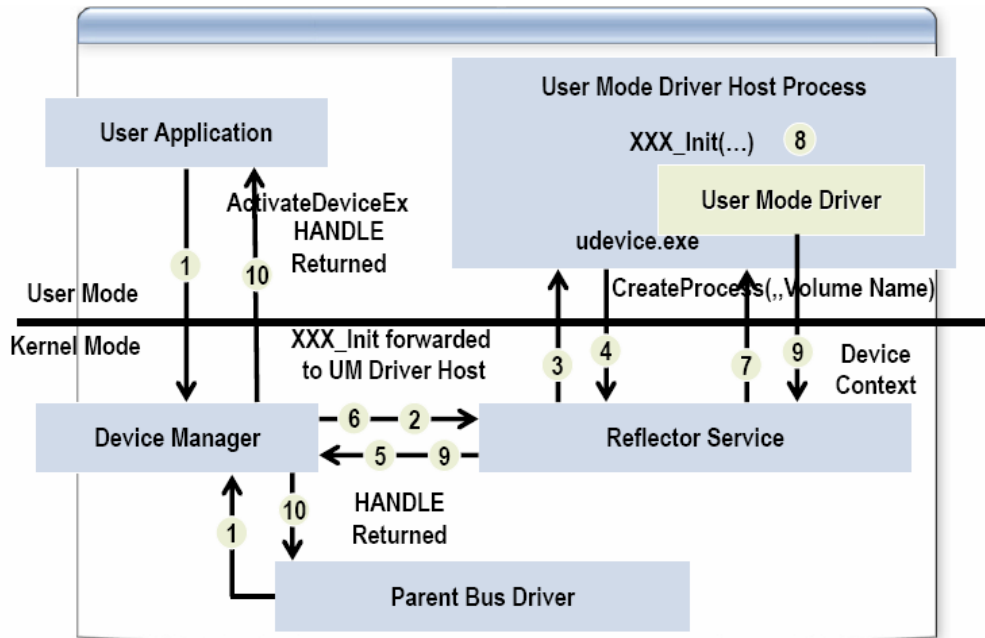 User Mode Driver Host Process
User Application
XXX_Init(…) 8
User Mode Driver
ActivateDeviceEx
HANDLE
Returned
udevice.exe
1
10
CreateProcess(,,Volume Name)
User Mode
Kernel Mode
XXX_Init forwarded
to UM Driver Host
3
4
7
9
Device
Context
Device Manager
6 2
5 9
Reflector Service
1
10
HANDLE
Returned
Parent Bus Driver